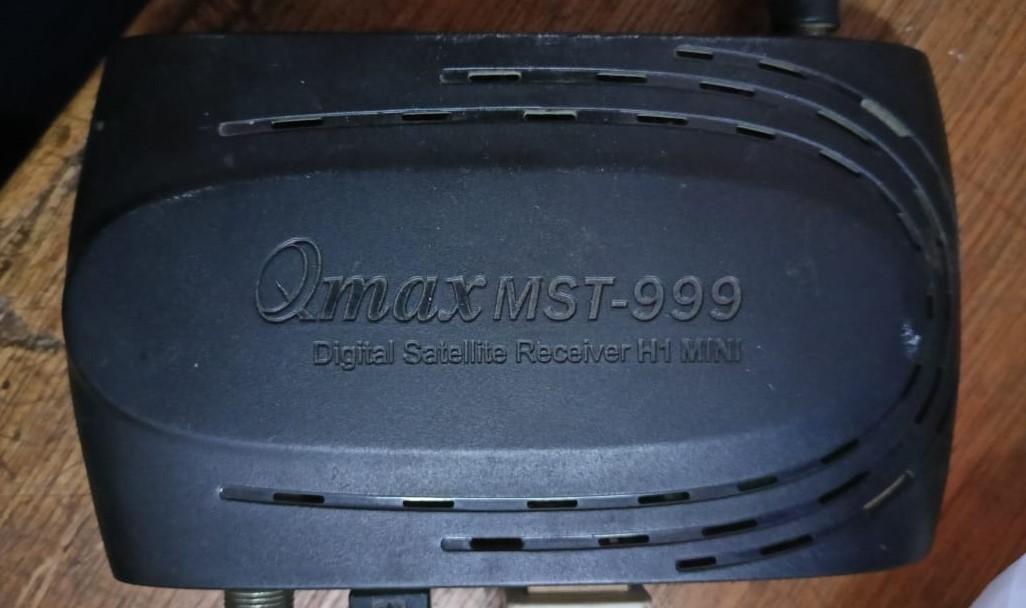 Qmax MST-999
Digital Satellite Receiver H1 MINI